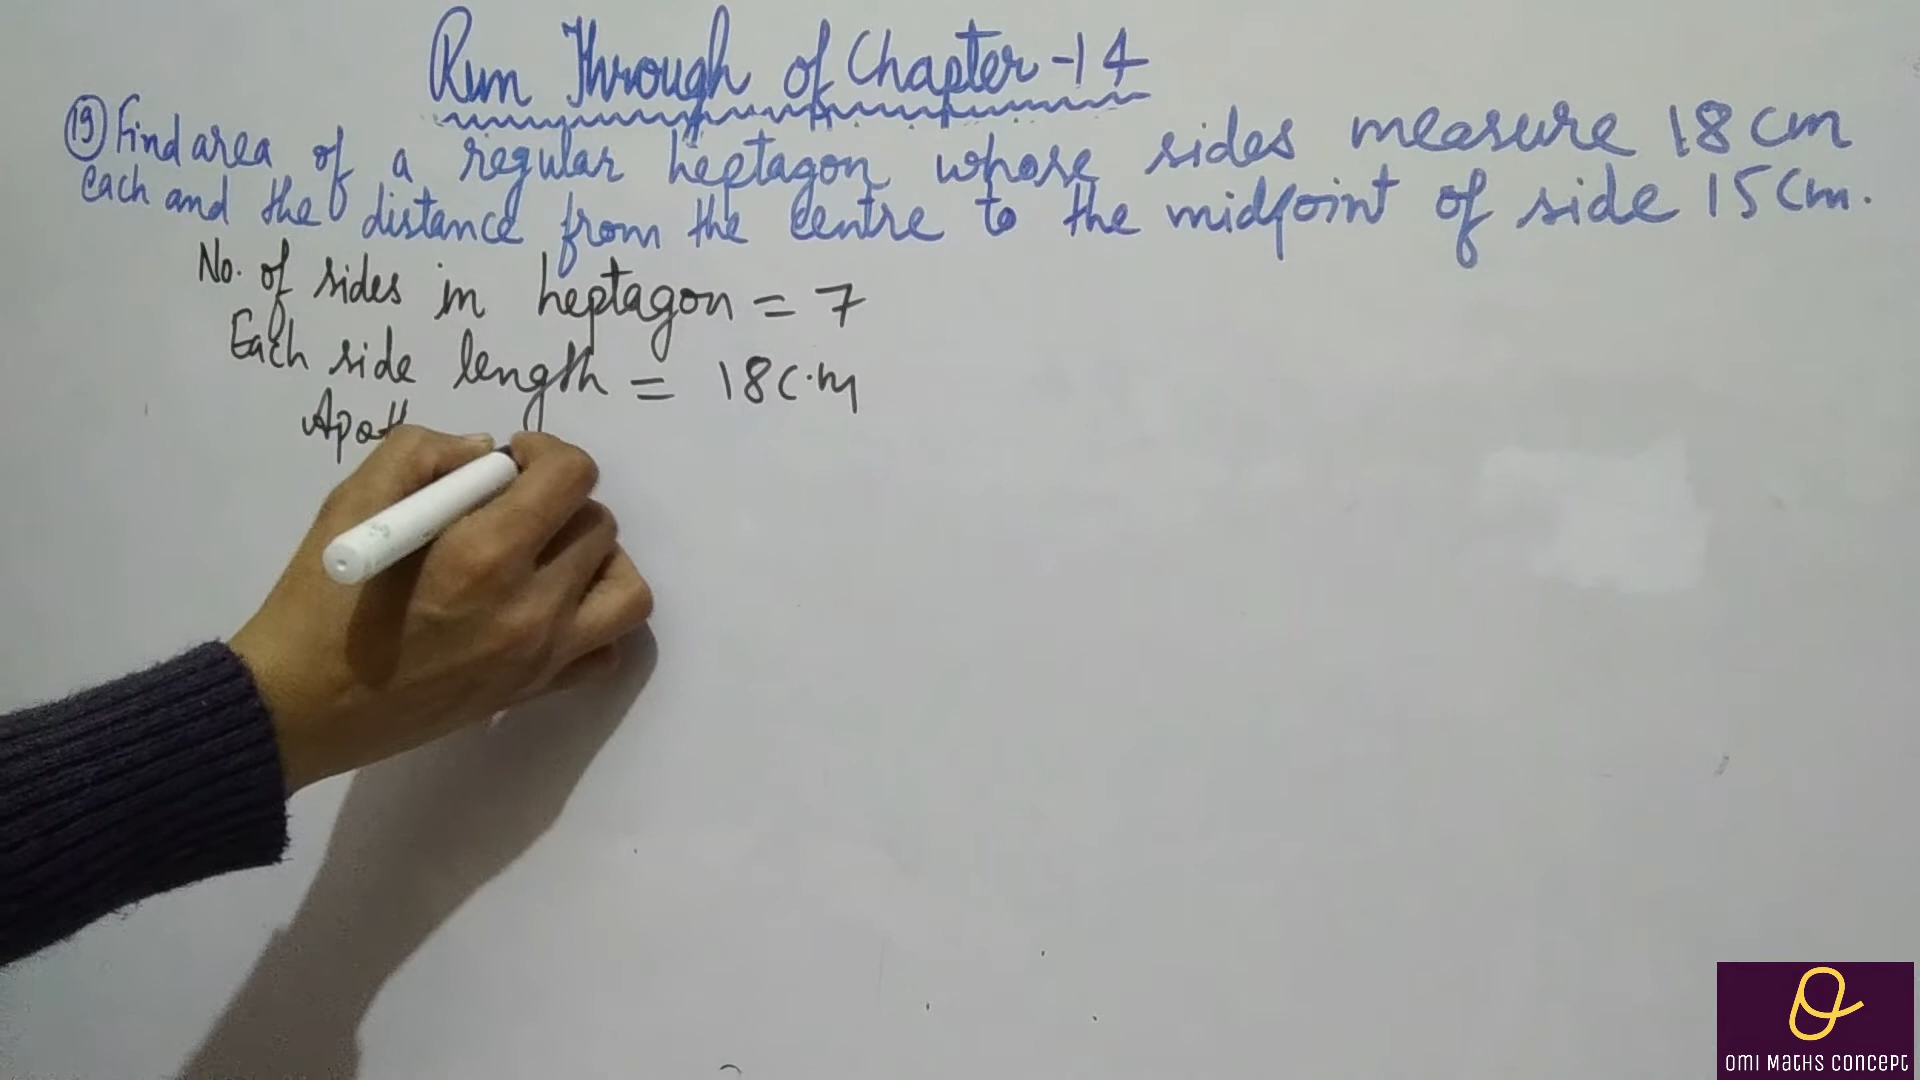 Run Through of Chapter-14
19 Find area of a regular heptagon whose sides measure 18 cm
each and the distance from the centre to the midpoint of side 15 Cm.
No. of sides in heptagon = 7
Each side length = 18 c.m
Apoth
OMI MATHS CONCEPT